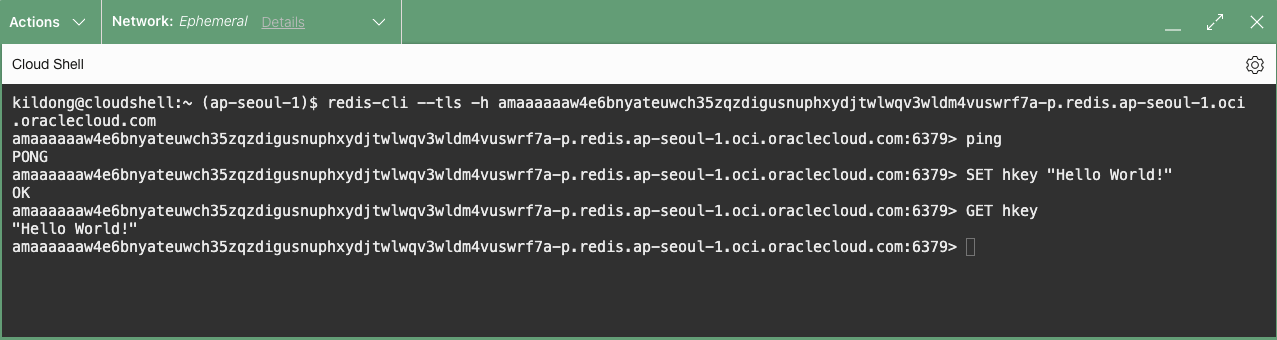 Actions Network: Ephemeral Details
Cloud Shell
kildong@cloudshell:~ (ap-seoul-1)$ redis-cli --tls -h amaaaaaaw4e6bnyateuwch35zqzdigusnuphxydjtwlwqv3wldm4vuswrf7a-p.redis.ap-seoul-1.oci
.oraclecloud.com
amaaaaaaw4e6bnyateuwch35zqzdigusnuphxydjtwlwqv3wldm4vuswrf7a-p.redis.ap-seoul-1.oci.oraclecloud.com:6379> ping
PONG
amaaaaaaw4e6bnyateuwch35zqzdigusnuphxydjtwlwqv3wldm4vuswrf7a-p.redis.ap-seoul-1.oci.oraclecloud.com:6379> SET hkey "Hello World!"
OK
amaaaaaaw4e6bnyateuwch35zqzdigusnuphxydjtwlwqv3wldm4vuswrf7a-p.redis.ap-seoul-1.oci.oraclecloud.com:6379> GET hkey
"Hello World!"
amaaaaaaw4e6bnyateuwch35zqzdigusnuphxydjtwlwqv3wldm4vuswrf7a-p.redis.ap-seoul-1.oci.oraclecloud.com:6379>